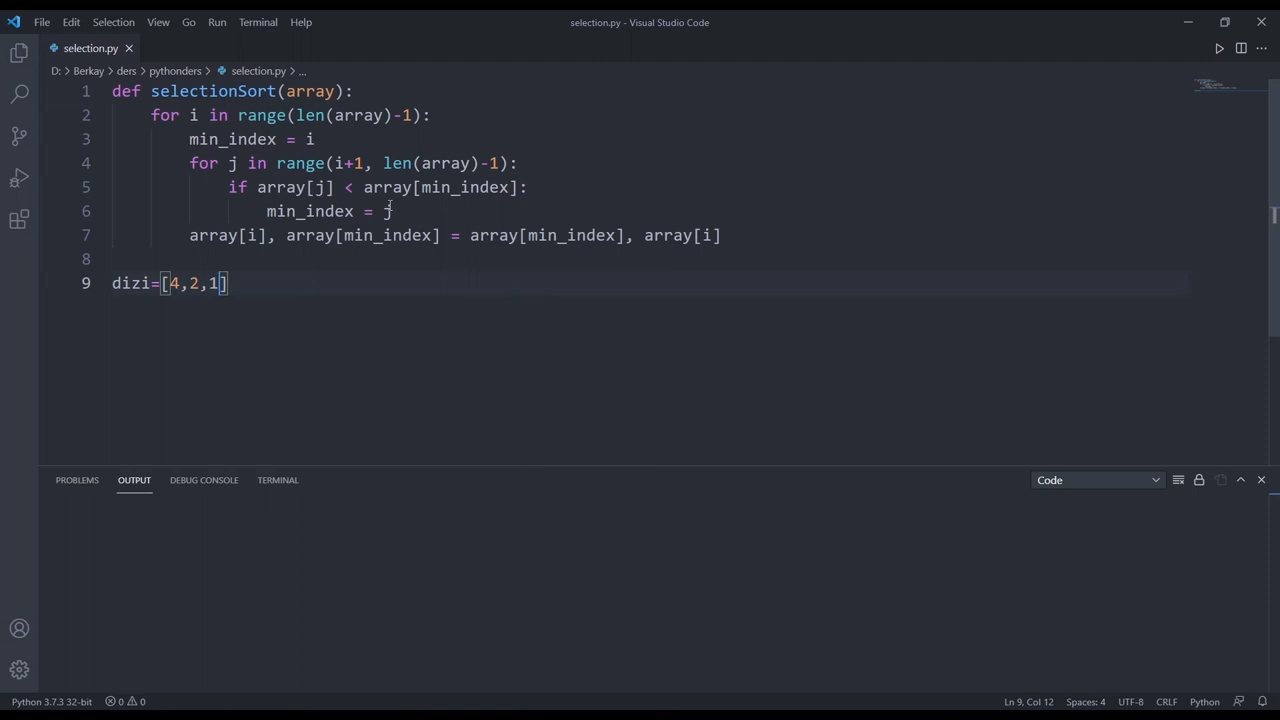 File Edit Selection View Go Run Terminal Help
selection.py - Visual Studio Code
selection.py
D: > Berkay > ders > pythonders > selection.py > ...
1 def selectionSort(array):
2 for i in range(len(array)-1):
3 min_index = i
4 for j in range(i+1, len(array)-1):
5 if array[j] < array[min_index]:
6 min_index = j
7 array[i], array[min_index] = array[min_index], array[i]
8
9 dizi=[4,2,1]
PROBLEMS OUTPUT DEBUG CONSOLE TERMINAL
Code
Python 3.7.3 32-bit 0 0
Ln 9, Col 12 Spaces: 4 UTF-8 CRLF Python